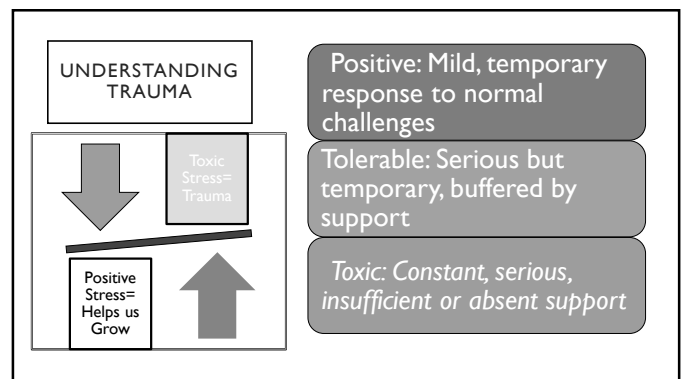 UNDERSTANDING
TRAUMA
Toxic
Stress=
Trauma
Positive
Stress=
Helps us
Grow
Positive: Mild, temporary
response to normal
challenges
Tolerable: Serious but
temporary, buffered by
support
Toxic: Constant, serious,
insufficient or absent support